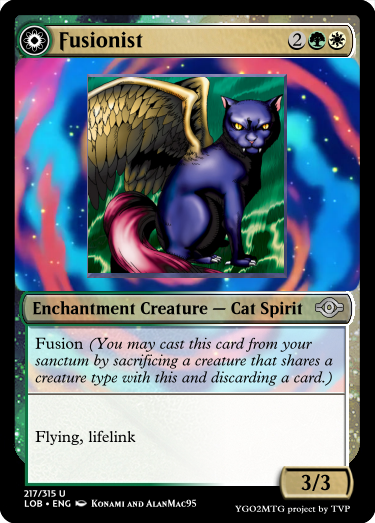 Fusionist 2
Enchantment Creature — Cat Spirit
Fusion (You may cast this card from your
sanctum by sacrificing a creature that shares a
creature type with this and discarding a card.)
Flying, lifelink
3/3
217/315 U
LOB • ENG Konami and AlanMac95
YGO2MTG project by TVP